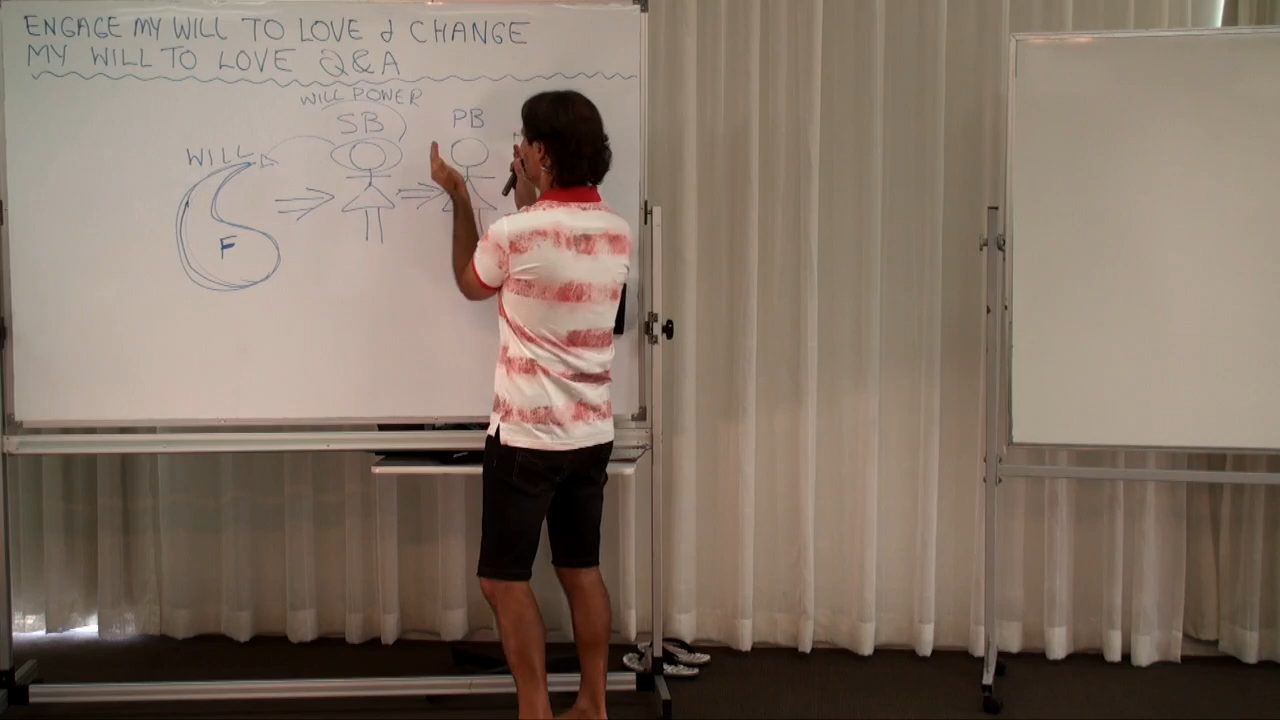 ENGAGE MY WILL TO LOVE & CHANGE
MY WILL TO LOVE Q&A
WILL POWER
SB
PB
WILL
F